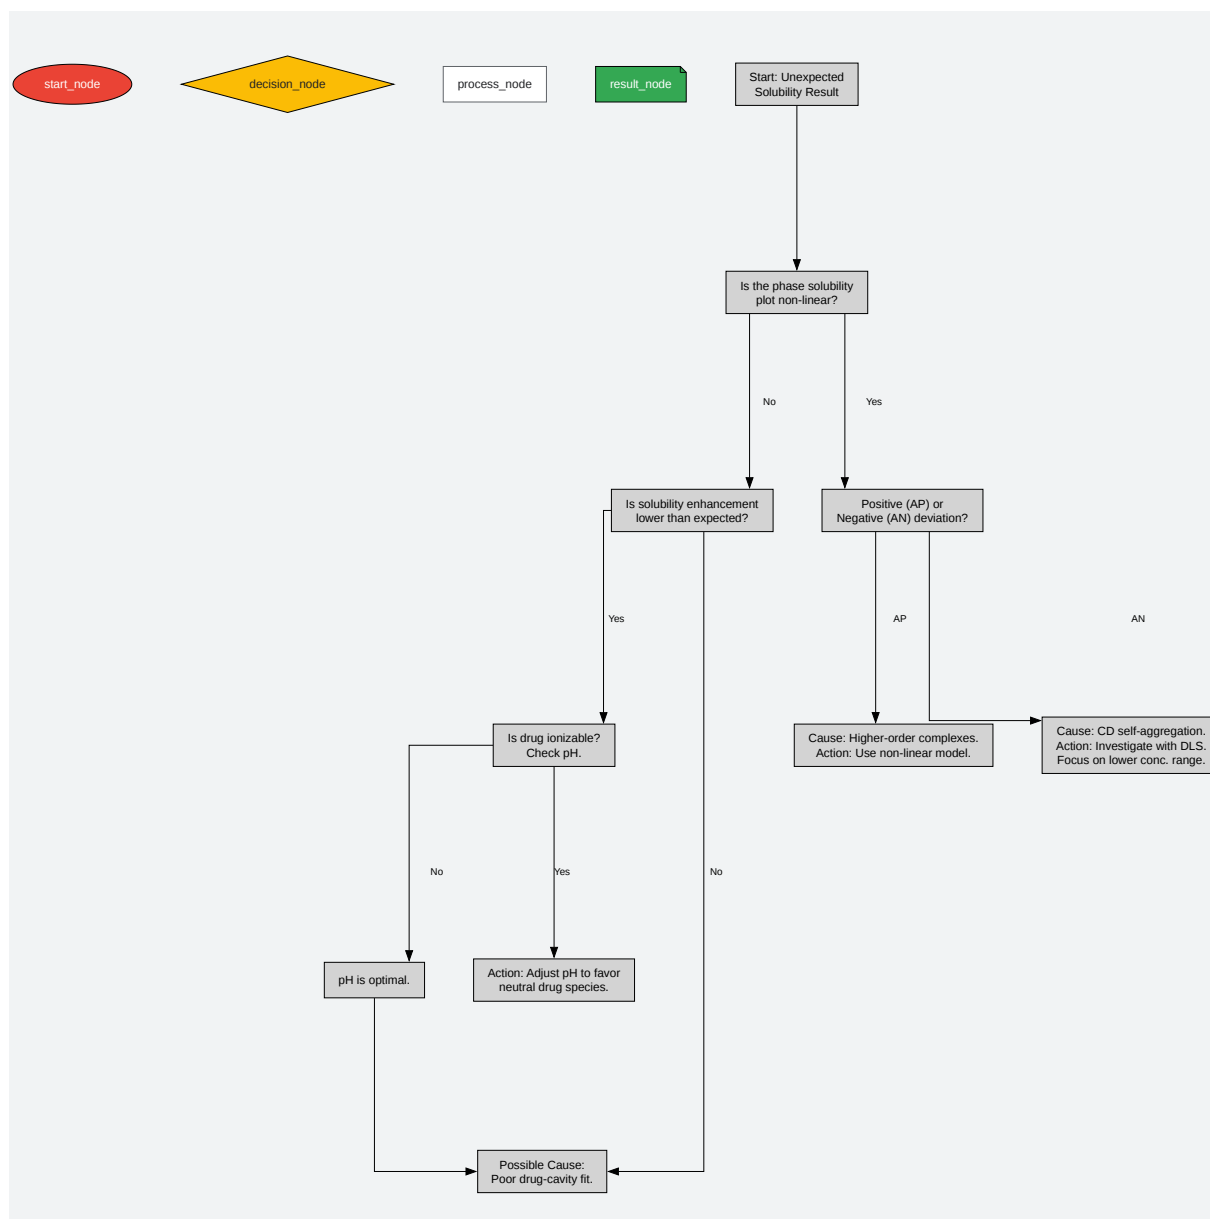 start_node
decision_node
process_node
result_node
Start: Unexpected
Solubility Result
Is the phase solubility
plot non-linear?
No
Yes
Is solubility enhancement
lower than expected?
Positive (AP) or
Negative (AN) deviation?
Yes
AP
AN
Is drug ionizable?
Check pH.
Cause: Higher-order complexes.
Action: Use non-linear model.
Cause: CD self-aggregation.
Action: Investigate with DLS.
Focus on lower conc. range.
No
Yes
No
pH is optimal.
Action: Adjust pH to favor
neutral drug species.
Possible Cause:
Poor drug-cavity fit.